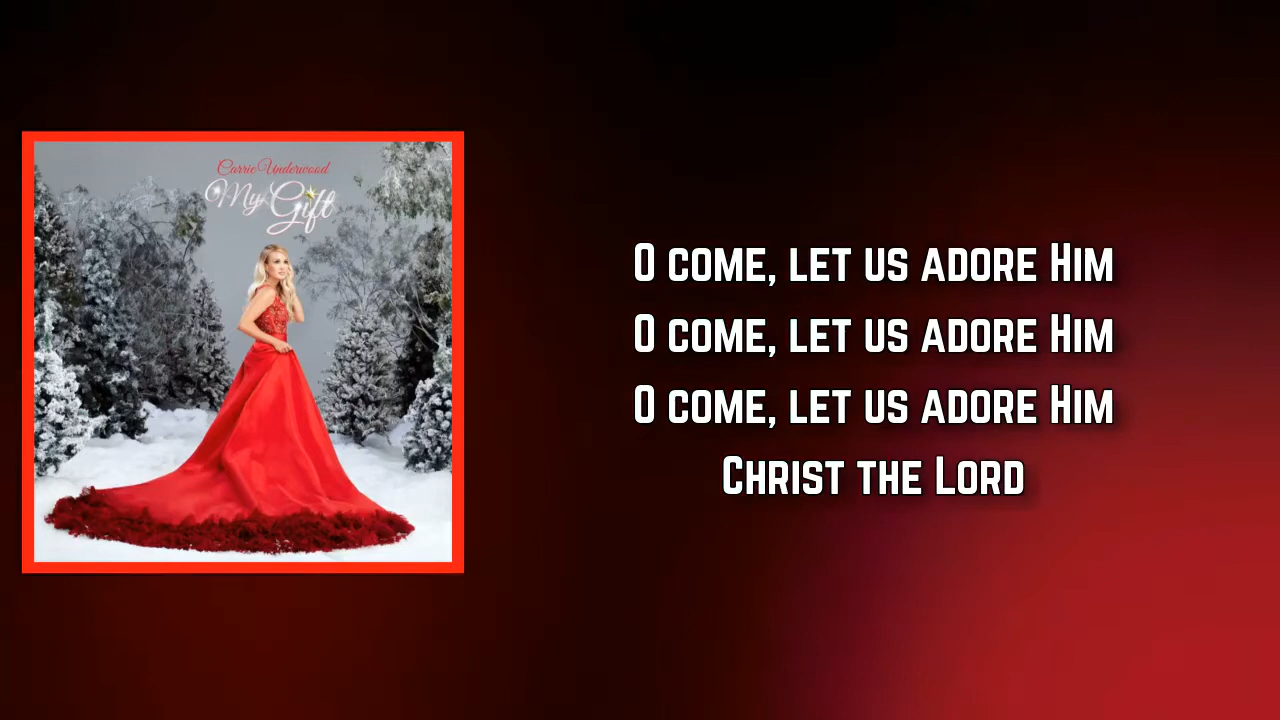 Carrie Underwood
My Gift
O come, let us adore Him
O come, let us adore Him
O come, let us adore Him
Christ the Lord